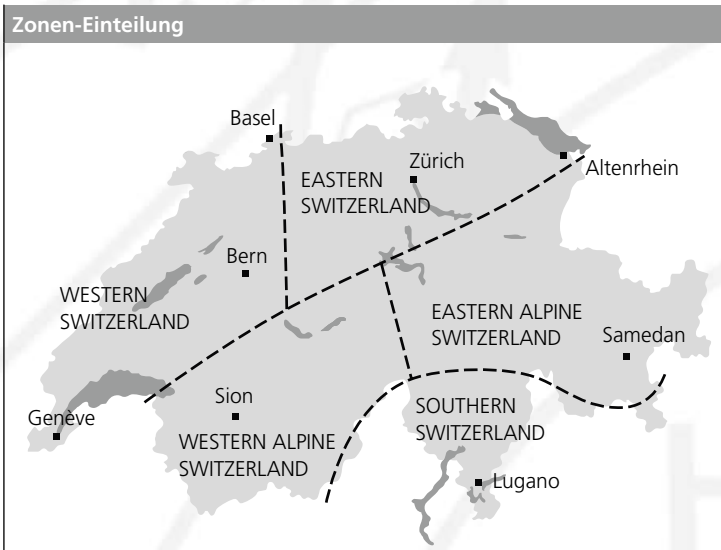 Zonen-Einteilung
Basel
Zürich
EASTERN
SWITZERLAND
Altenrhein
Bern
WESTERN
SWITZERLAND
EASTERN ALPINE
SWITZERLAND
Samedan
Sion
Genève
SOUTHERN
SWITZERLAND
WESTERN ALPINE
SWITZERLAND
Lugano